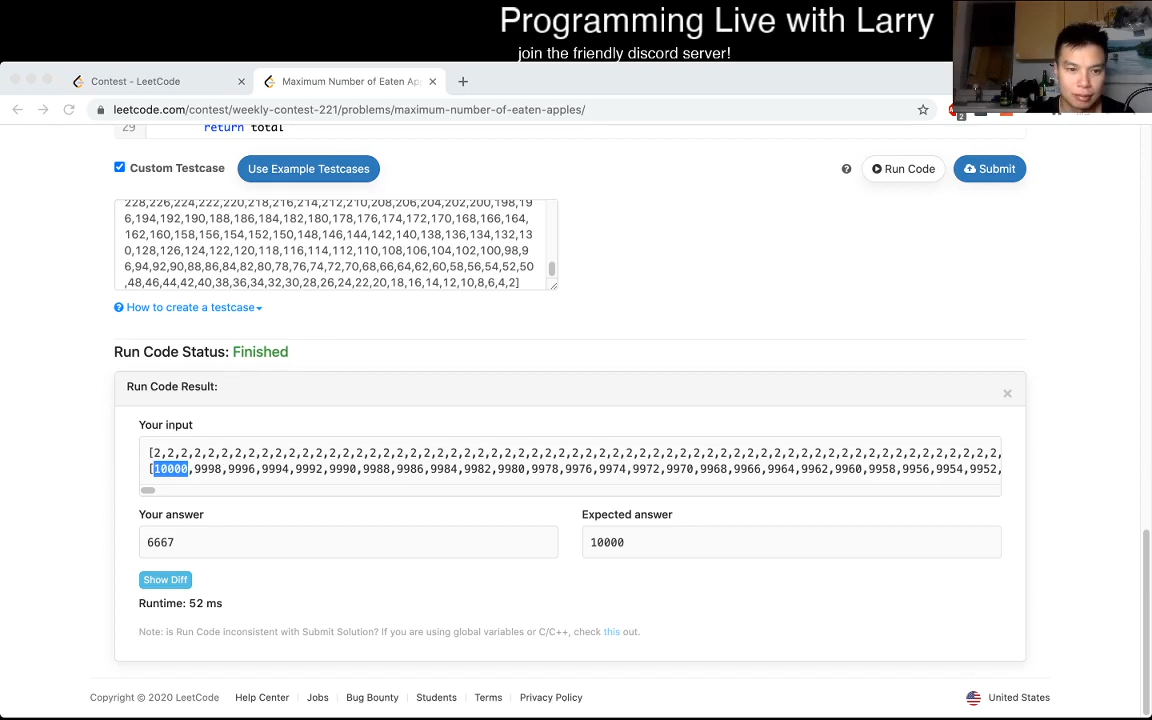 Programming Live with Larry
join the friendly discord server!
Contest - LeetCode
Maximum Number of Eaten Ap
leetcode.com/contest/weekly-contest-221/problems/maximum-number-of-eaten-apples/
2
29 return total
Custom Testcase Use Example Testcases Run Code Submit
228,226,224,222,220,218,216,214,212,210,208,206,204,202,200,198,19
6,194,192,190,188,186,184,182,180,178,176,174,172,170,168,166,164,
162,160,158,156,154,152,150,148,146,144,142,140,138,136,134,132,13
0,128,126,124,122,120,118,116,114,112,110,108,106,104,102,100,98,9
6,94,92,90,88,86,84,82,80,78,76,74,72,70,68,66,64,62,60,58,56,54,52,50
,48,46,44,42,40,38,36,34,32,30,28,26,24,22,20,18,16,14,12,10,8,6,4,2]
How to create a testcase
Run Code Status: Finished
Run Code Result:
Your input
[2,2,2,2,2,2,2,2,2,2,2,2,2,2,2,2,2,2,2,2,2,2,2,2,2,2,2,2,2,2,2,2,2,2,2,2,2,2,2,2,2,2,2,2,2,2,2,2,2,2,2,2,2,2,2,2,2,2,2,2,2,2,2,
[10000,9998,9996,9994,9992,9990,9988,9986,9984,9982,9980,9978,9976,9974,9972,9970,9968,9966,9964,9962,9960,9958,9956,9954,9952,
Your answer
6667
Expected answer
10000
Show Diff
Runtime: 52 ms
Note: is Run Code inconsistent with Submit Solution? If you are using global variables or C/C++, check this out.
Copyright © 2020 LeetCode Help Center Jobs Bug Bounty Students Terms Privacy Policy United States